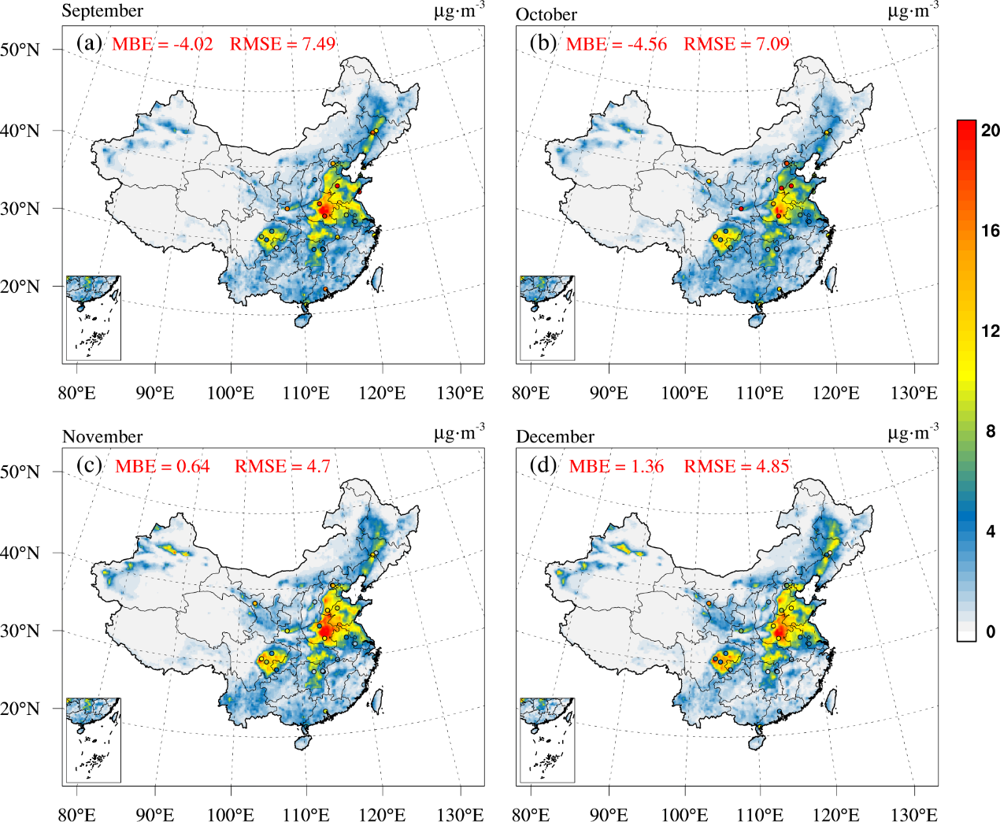 September μg·m-3 October μg·m-3
(a) MBE = -4.02 RMSE = 7.49 (b) MBE = -4.56 RMSE = 7.09
50°N
40°N
30°N
20°N
80°E 90°E 100°E 110°E 120°E 130°E 80°E 90°E 100°E 110°E 120°E 130°E
November μg·m-3 December μg·m-3
(c) MBE = 0.64 RMSE = 4.7 (d) MBE = 1.36 RMSE = 4.85
50°N
40°N
30°N
20°N
80°E 90°E 100°E 110°E 120°E 130°E 80°E 90°E 100°E 110°E 120°E 130°E
20
16
12
8
4
0